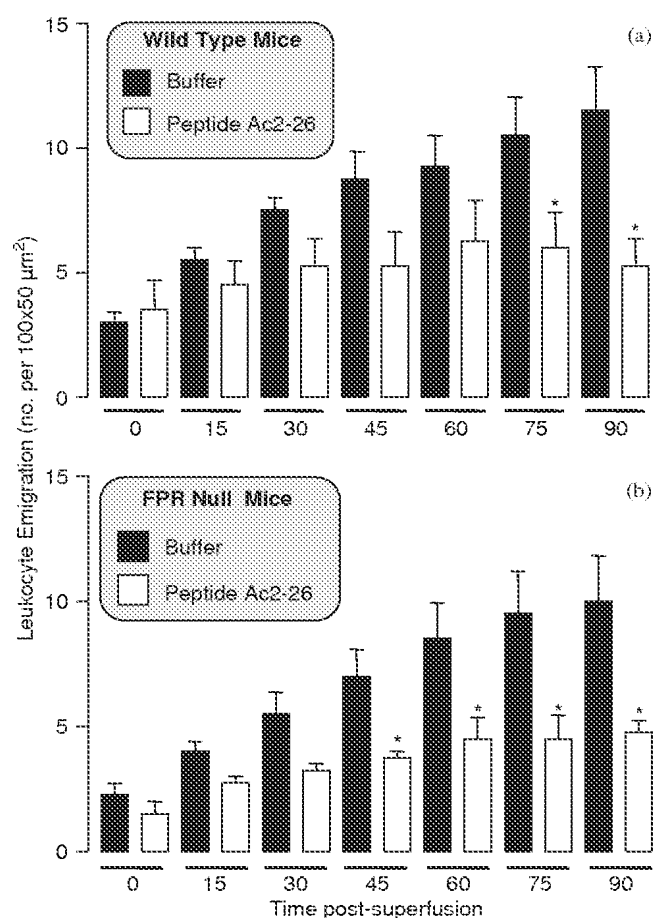 Wild Type Mice
Buffer
Peptide Ac2-26
(a)
15
10
5
0
*
*
0 15 30 45 60 75 90
Leukocyte Emigration (no. per 100x50 µm²)
FPR Null Mice
Buffer
Peptide Ac2-26
(b)
15
10
5
0
*
*
*
*
0 15 30 45 60 75 90
Time post-superfusion